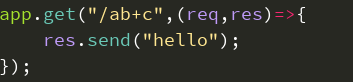 app.get("/ab+c",(req,res)=>{
    res.send("hello");
});